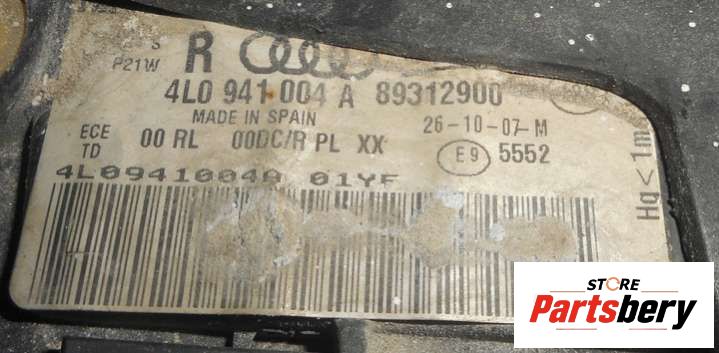 S
P21W
R
4L0 941 004 A 89312900
MADE IN SPAIN
26-10-07-M
ECE
TD
00 RL 00DC/R PL XX
E9 5552
4L0941004A 01YF
Hg < 1m
STORE
Partsbery